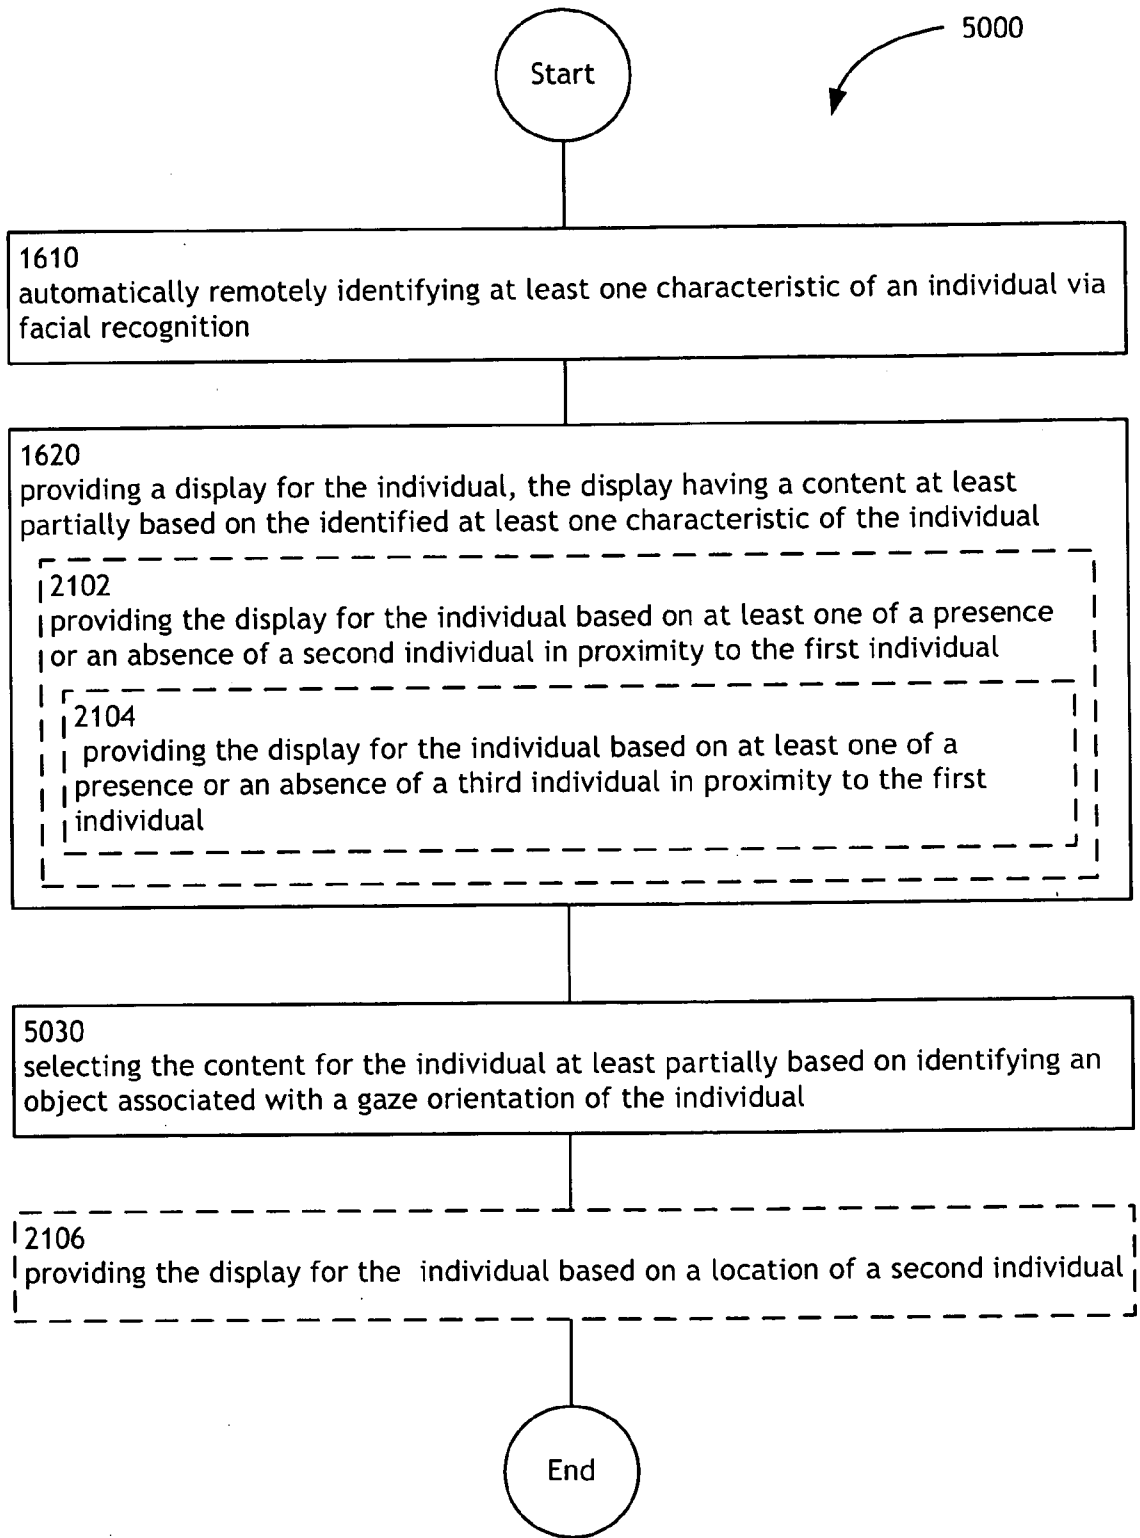 5000
Start
1610
automatically remotely identifying at least one characteristic of an individual via
facial recognition
1620
providing a display for the individual, the display having a content at least
partially based on the identified at least one characteristic of the individual
2102
providing the display for the individual based on at least one of a presence
or an absence of a second individual in proximity to the first individual
2104
providing the display for the individual based on at least one of a
presence or an absence of a third individual in proximity to the first
individual
5030
selecting the content for the individual at least partially based on identifying an
object associated with a gaze orientation of the individual
2106
providing the display for the individual based on a location of a second individual
End